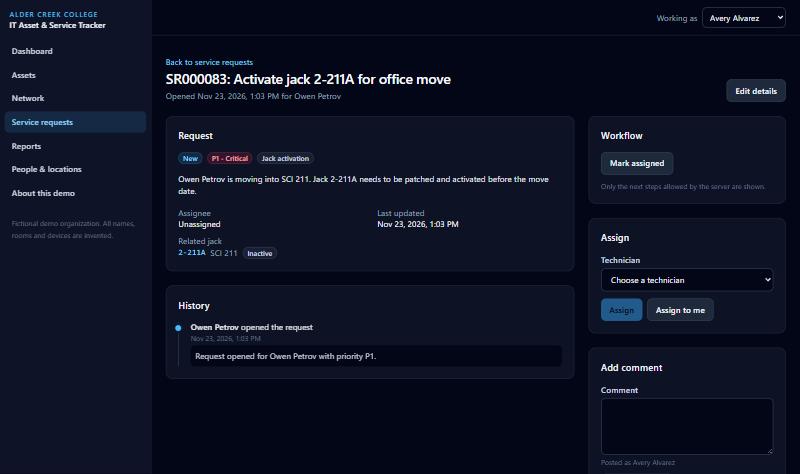 ALDER CREEK COLLEGE
IT Asset & Service Tracker
Dashboard
Assets
Network
Service requests
Reports
People & locations
About this demo
Fictional demo organization. All names,
rooms and devices are invented.
Working as
Avery Alvarez
Back to service requests
SR000083: Activate jack 2-211A for office move
Opened Nov 23, 2026, 1:03 PM for Owen Petrov
Edit details
Request
New
P1 - Critical
Jack activation
Owen Petrov is moving into SCI 211. Jack 2-211A needs to be patched and activated before the move
date.
Assignee
Unassigned
Last updated
Nov 23, 2026, 1:03 PM
Related jack
2-211A SCI 211 Inactive
History
Owen Petrov opened the request
Nov 23, 2026, 1:03 PM
Request opened for Owen Petrov with priority P1.
Workflow
Mark assigned
Only the next steps allowed by the server are shown.
Assign
Technician
Choose a technician
Assign
Assign to me
Add comment
Comment
Posted as Avery Alvarez